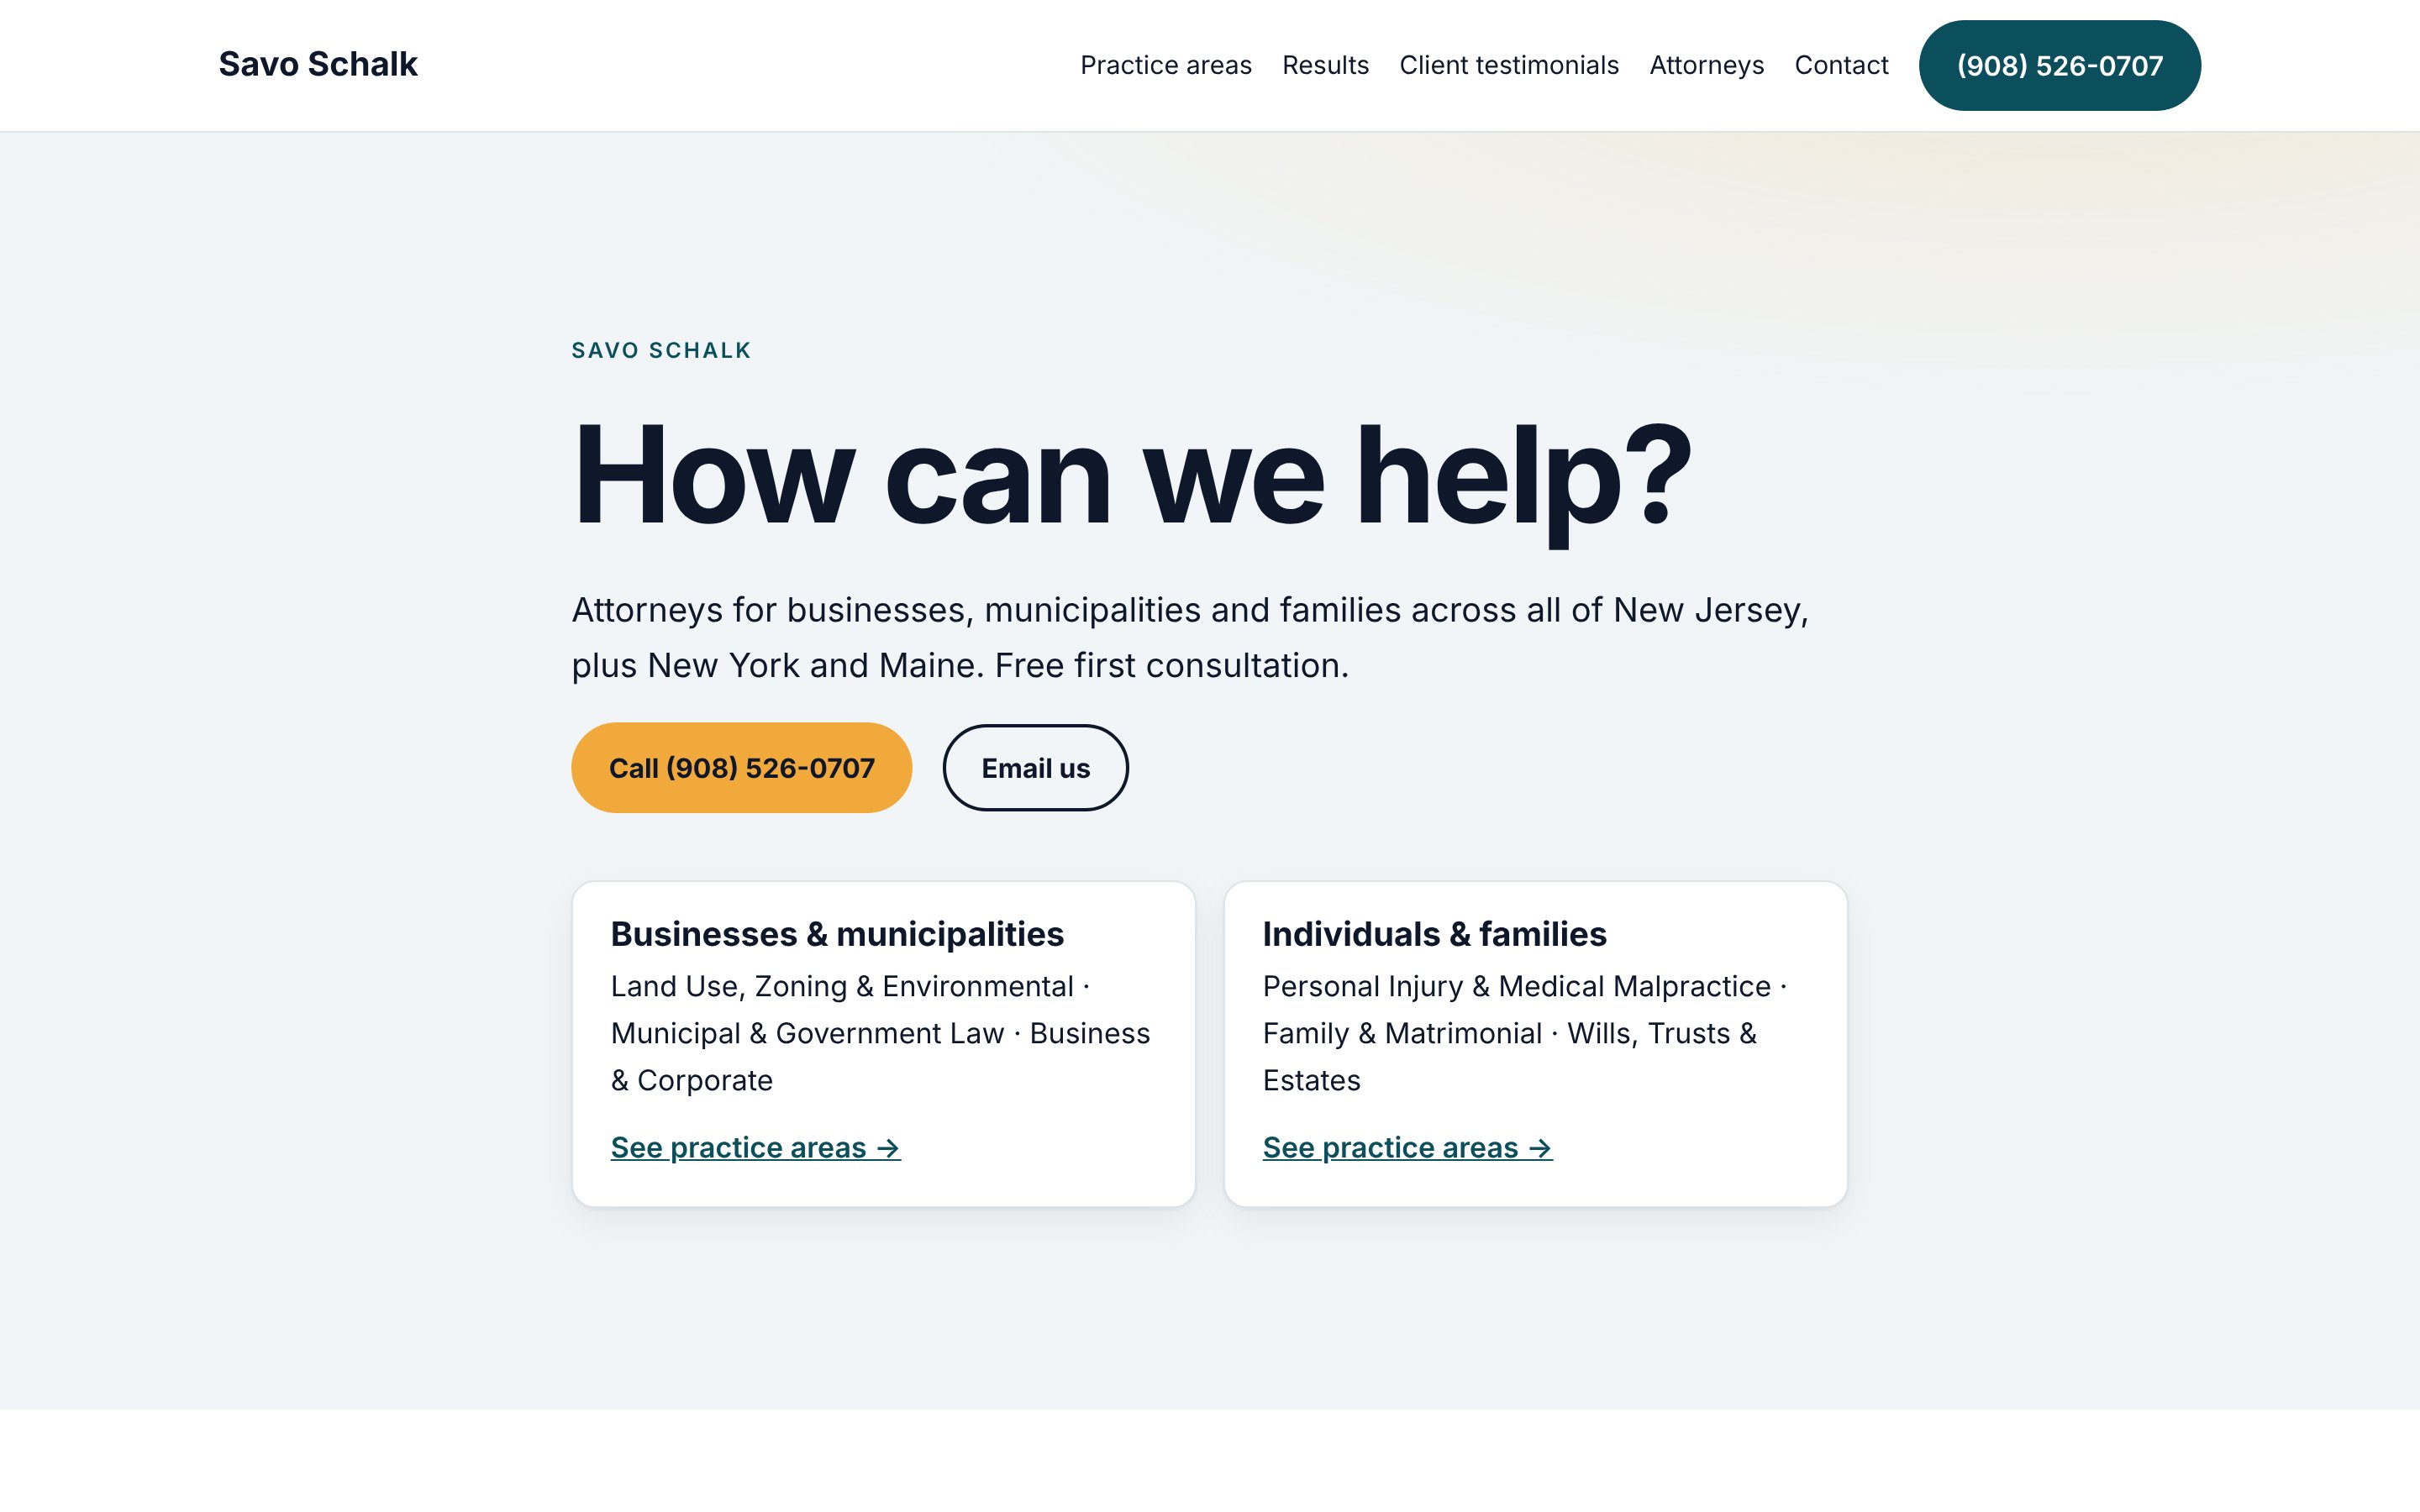 Savo Schalk
Practice areas
Results
Client testimonials
Attorneys
Contact
(908) 526-0707
SAVO SCHALK
How can we help?
Attorneys for businesses, municipalities and families across all of New Jersey,
plus New York and Maine. Free first consultation.
Call (908) 526-0707
Email us
Businesses & municipalities
Land Use, Zoning & Environmental ·
Municipal & Government Law · Business
& Corporate
See practice areas →
Individuals & families
Personal Injury & Medical Malpractice ·
Family & Matrimonial · Wills, Trusts &
Estates
See practice areas →